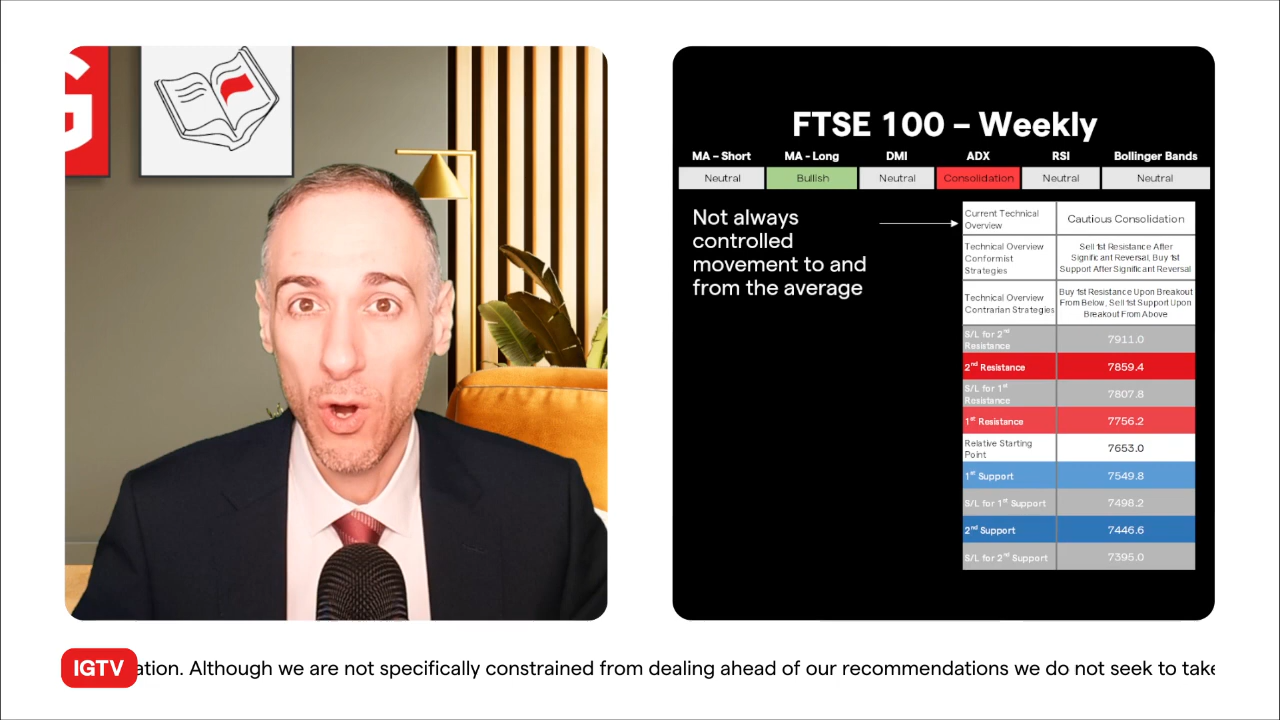 G
FTSE 100 – Weekly
MA – Short MA - Long DMI ADX RSI Bollinger Bands
Neutral Bullish Neutral Consolidation Neutral Neutral
Not always
controlled
movement to and
from the average
Current Technical
Overview
Cautious Consolidation
Technical Overview
Conformist
Strategies
Sell 1st Resistance After
Significant Reversal, Buy 1st
Support After Significant Reversal
Technical Overview
Contrarian Strategies
Buy 1st Resistance Upon Breakout
From Below, Sell 1st Support Upon
Breakout From Above
S/L for 2nd
Resistance
7911.0
2nd Resistance 7859.4
S/L for 1st
Resistance
7807.8
1st Resistance 7756.2
Relative Starting
Point
7653.0
1st Support 7549.8
S/L for 1st Support 7498.2
2nd Support 7446.6
S/L for 2nd Support 7395.0
IGTV ation. Although we are not specifically constrained from dealing ahead of our recommendations we do not seek to take